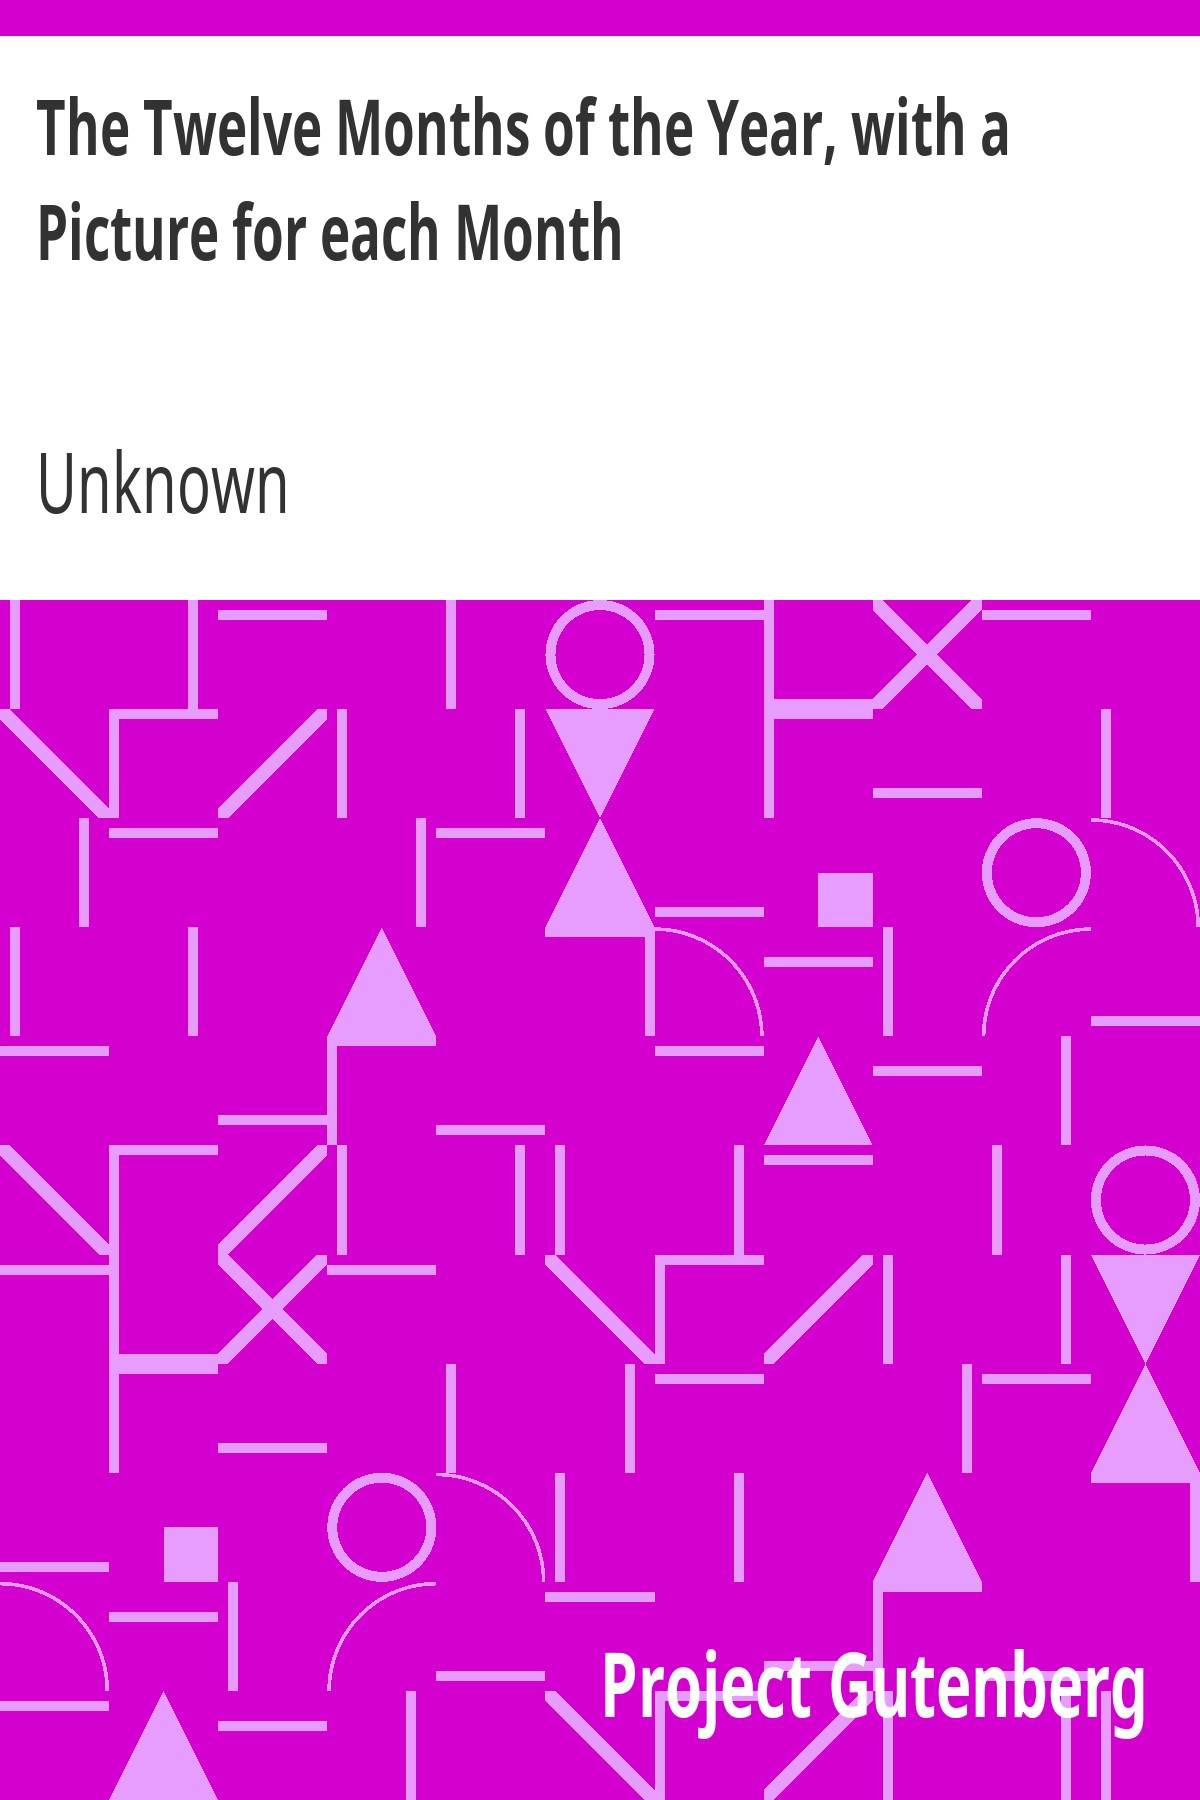 The Twelve Months of the Year, with a
Picture for each Month
Unknown
Project Gutenberg